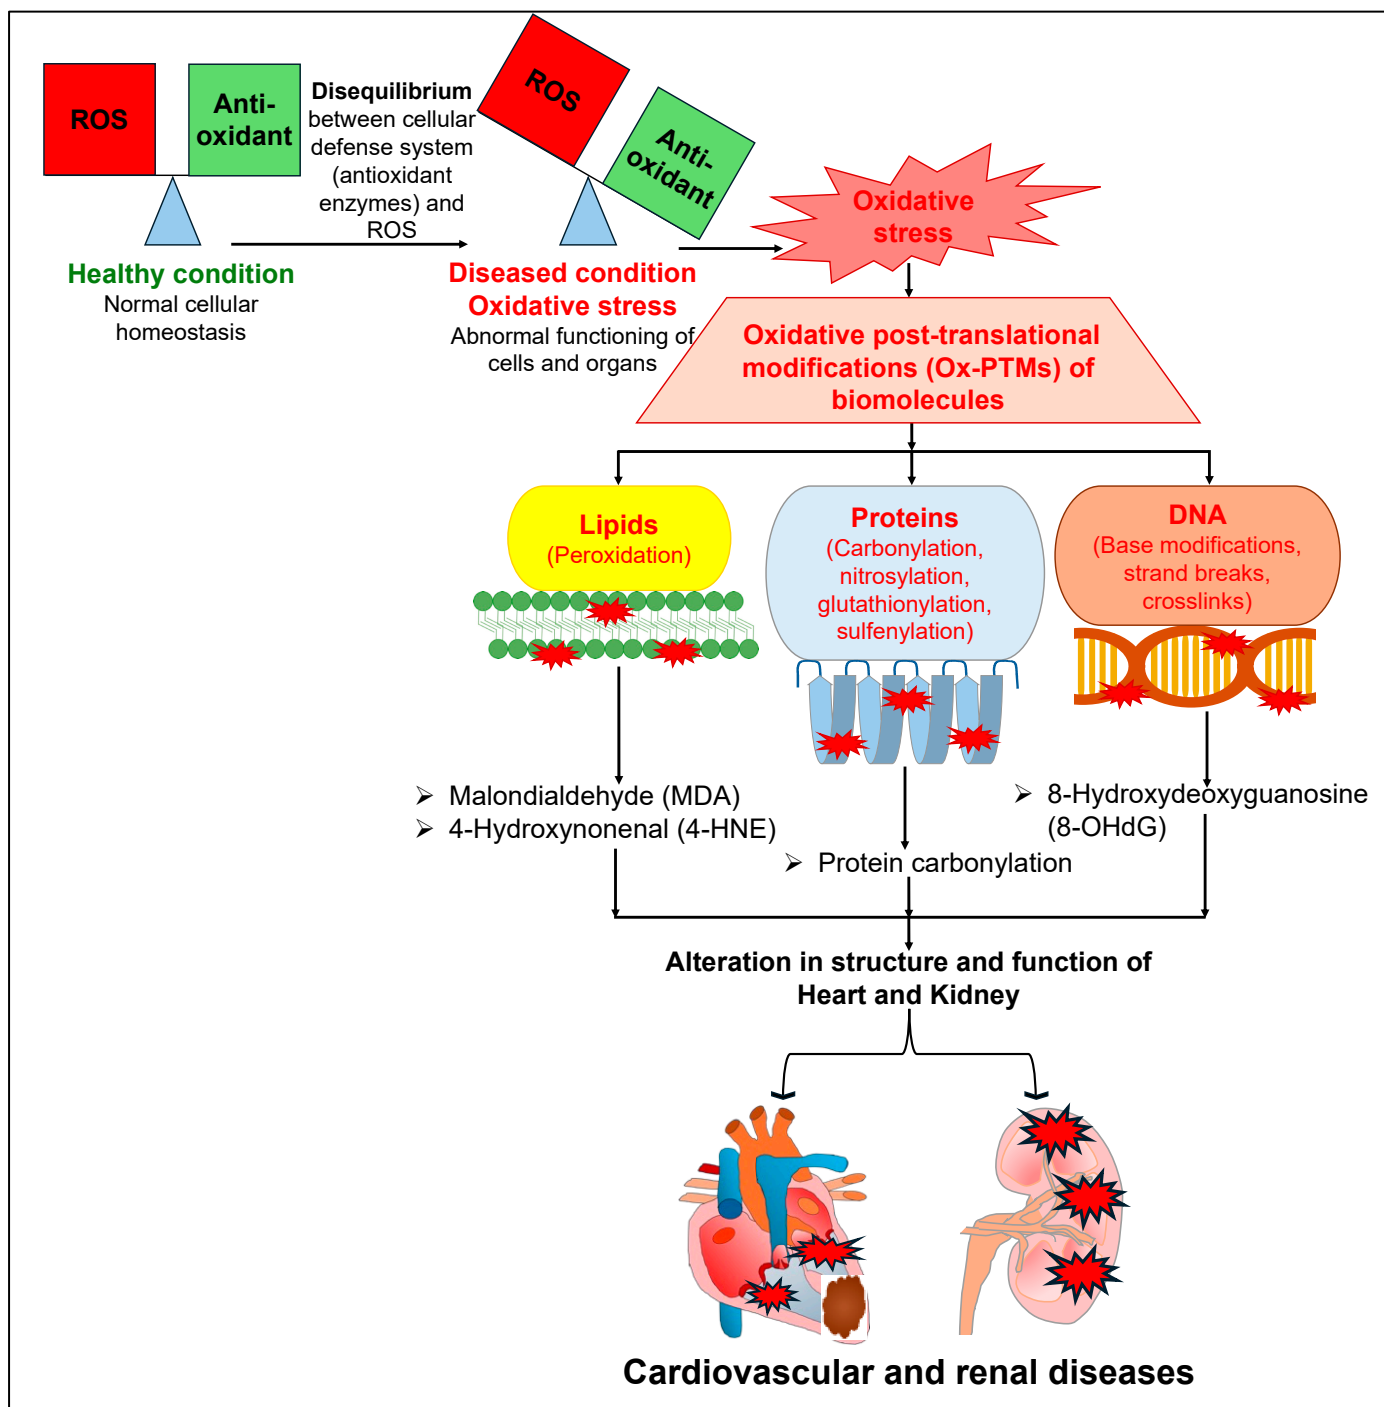 ROS
Anti-
oxidant
Disequilibrium
between cellular
defense system
(antioxidant
enzymes) and
ROS
ROS
Anti-
oxidant
Healthy condition
Normal cellular
homeostasis
Diseased condition
Oxidative stress
Abnormal functioning of
cells and organs
Oxidative
stress
Oxidative post-translational
modifications (Ox-PTMs) of
biomolecules
Lipids
(Peroxidation)
Proteins
(Carbonylation,
nitrosylation,
glutathionylation,
sulfenylation)
DNA
(Base modifications,
strand breaks,
crosslinks)
➢ Malondialdehyde (MDA)
➢ 4-Hydroxynonenal (4-HNE)
➢ Protein carbonylation
➢ 8-Hydroxydeoxyguanosine
(8-OHdG)
Alteration in structure and function of
Heart and Kidney
Cardiovascular and renal diseases